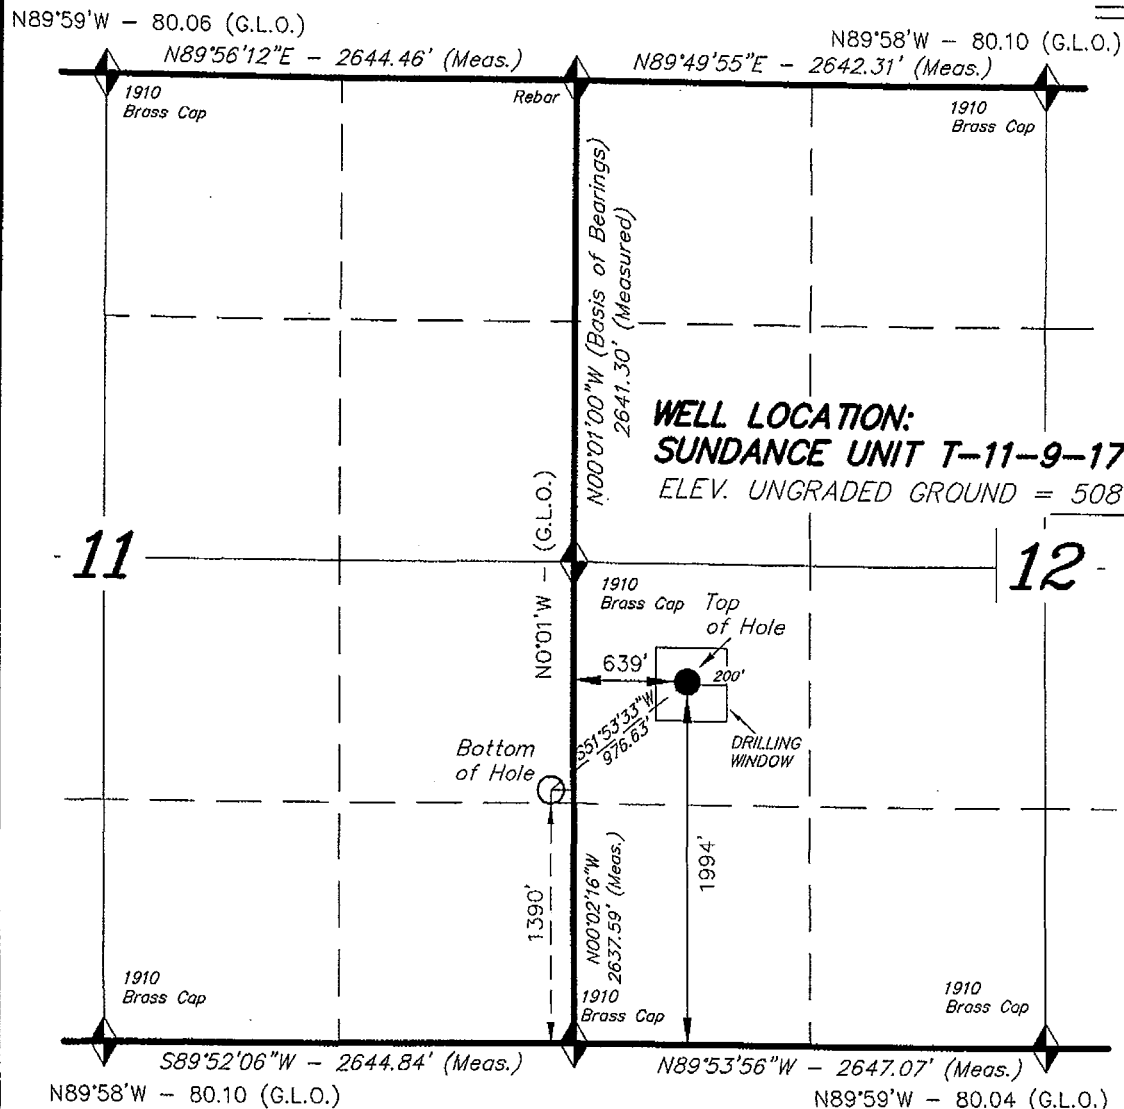 N89°59'W – 80.06 (G.L.O.)
N89°58'W – 80.10 (G.L.O.)
N89°56'12"E – 2644.46' (Meas.)
N89°49'55"E – 2642.31' (Meas.)
1910
Brass Cap
Rebar
1910
Brass Cap
N00°01'00"W (Basis of Bearings)
2641.30' (Measured)
WELL LOCATION:
SUNDANCE UNIT T–11–9–17
ELEV. UNGRADED GROUND = 508
N0°01'W – (G.L.O.)
11
12
1910
Brass Cap
Top
of Hole
639'
200'
S51°53'33"W
976.63'
DRILLING
WINDOW
Bottom
of Hole
1390'
N00°02'16"W
2637.59' (Meas.)
1994'
1910
Brass Cap
1910
Brass Cap
1910
Brass Cap
S89°52'06"W – 2644.84' (Meas.)
N89°53'56"W – 2647.07' (Meas.)
N89°58'W – 80.10 (G.L.O.)
N89°59'W – 80.04 (G.L.O.)